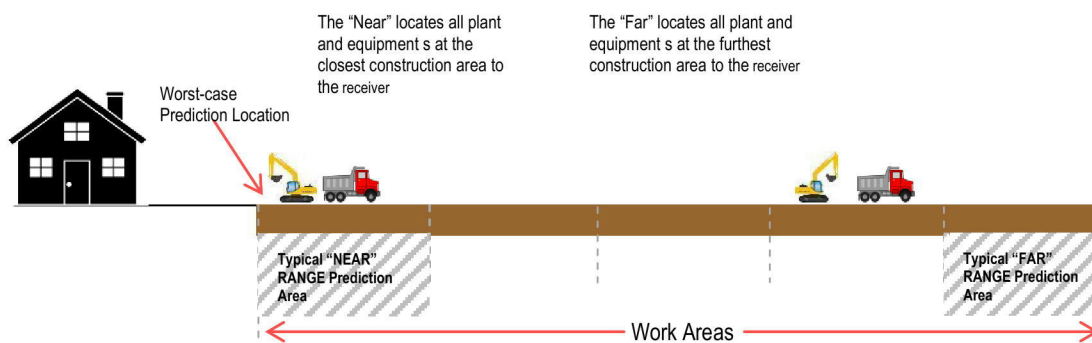 The “Near” locates all plant
and equipment s at the
closest construction area to
the receiver
The “Far” locates all plant and
equipment s at the furthest
construction area to the receiver
Worst-case
Prediction Location
Typical “NEAR”
RANGE Prediction
Area
Typical “FAR”
RANGE Prediction
Area
Work Areas